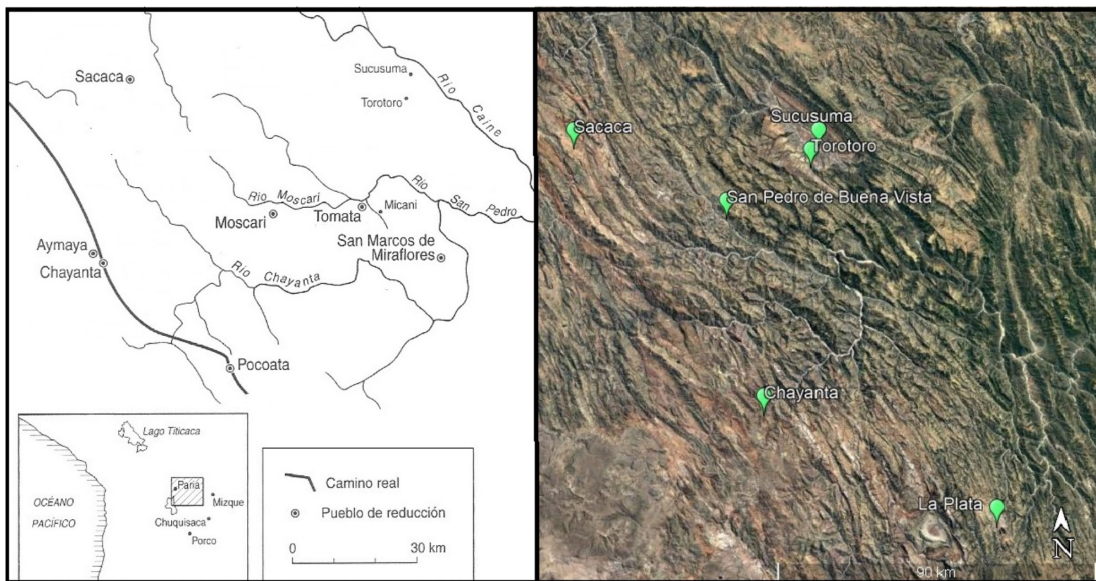 Sacaca
Sucusuma
Torotoro
Río Caine
Río Moscari
Río San Pedro
Tomata
Micani
Moscari
San Marcos de
Miraflores
Aymaya
Chayanta
Río Chayanta
Pocoata
Lago Titicaca
OCÉANO
PACÍFICO
Paria
Mizque
Chuquisaca
Porco
Camino real
Pueblo de reducción
0
30 km
Sucusuma
Sacaca
Torotoro
San Pedro de Buena Vista
Chayanta
La Plata
N
90 km